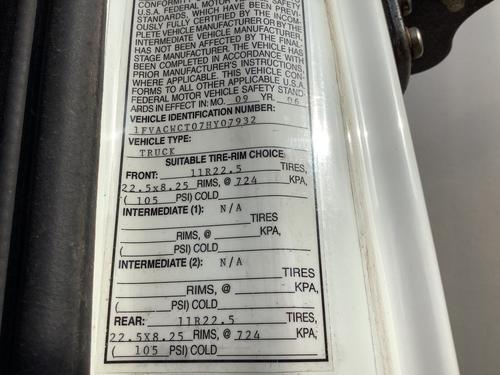 CONFORMITY
U.S.A. FEDERAL MOTOR VEHICLE SAFETY
STANDARDS, WHICH HAVE BEEN PREVI-
OUSLY FULLY CERTIFIED BY THE INCOM-
PLETE VEHICLE MANUFACTURER OR BY THE
INTERMEDIATE VEHICLE MANUFACTURER,
HAS NOT BEEN AFFECTED BY THE FINAL-
STAGE MANUFACTURER. THE VEHICLE HAS
BEEN COMPLETED IN ACCORDANCE WITH
PRIOR MANUFACTURER'S INSTRUCTIONS,
WHERE APPLICABLE. THIS VEHICLE CON-
FORMS TO ALL OTHER APPLICABLE U.S.A.
FEDERAL MOTOR VEHICLE SAFETY STAND-
ARDS IN EFFECT IN: MO. 09 YR. 06
VEHICLE IDENTIFICATION NUMBER:
1FVACWCT07HY07932
VEHICLE TYPE:
TRUCK
SUITABLE TIRE-RIM CHOICE
FRONT: 11R22.5 TIRES,
22.5x8.25 RIMS, @ 724 KPA,
( 105 PSI) COLD
INTERMEDIATE (1): N/A
TIRES
RIMS, @ KPA,
( PSI) COLD
INTERMEDIATE (2): N/A
TIRES
RIMS, @ KPA,
( PSI) COLD
REAR: 11R22.5 TIRES,
22.5X8.25 RIMS, @ 724 KPA,
( 105 PSI) COLD